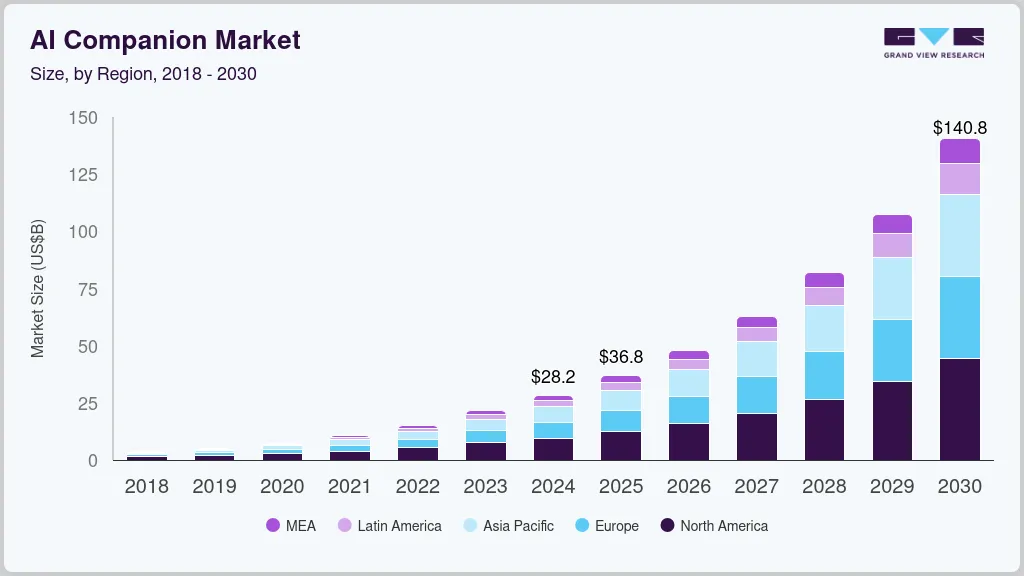 AI Companion Market
Size, by Region, 2018 - 2030
GRAND VIEW RESEARCH
Market Size (US$B)
150
125
100
75
50
25
0
$28.2
$36.8
$140.8
2018 2019 2020 2021 2022 2023 2024 2025 2026 2027 2028 2029 2030
MEA Latin America Asia Pacific Europe North America